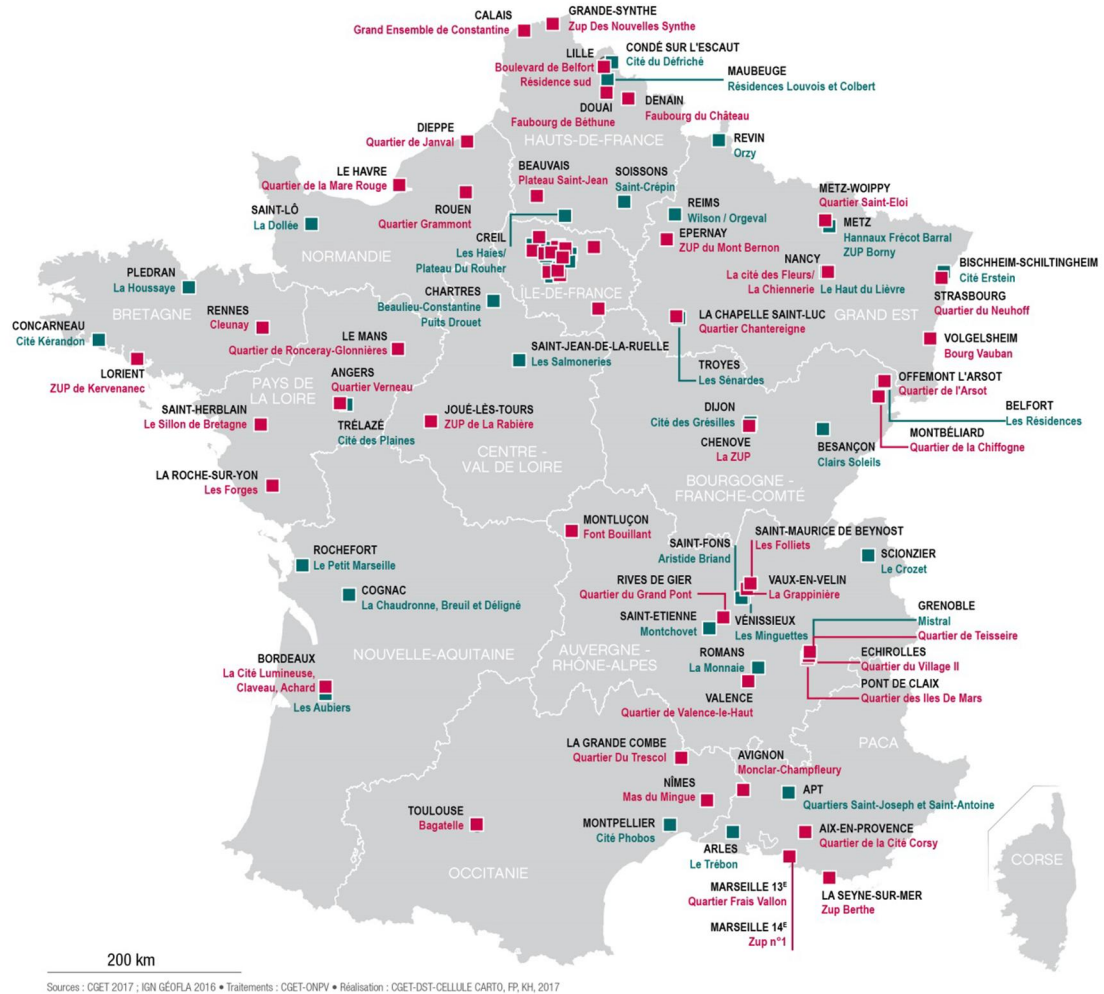 CALAIS
Grand Ensemble de Constantine
GRANDE-SYNTHE
Zup Des Nouvelles Synthe
LILLE
Boulevard de Belfort
Résidence sud
CONDÉ SUR L'ESCAUT
Cité du Défriché
MAUBEUGE
Résidences Louvois et Colbert
DOUAI
Faubourg de Béthune
DENAIN
Faubourg du Château
HAUTS-DE-FRANCE
DIEPPE
Quartier de Janval
REVIN
Orzy
LE HAVRE
Quartier de la Mare Rouge
BEAUVAIS
Plateau Saint-Jean
SOISSONS
Saint-Crépin
SAINT-LÔ
La Dollée
ROUEN
Quartier Grammont
REIMS
Wilson / Orgeval
METZ-WOIPPY
Quartier Saint-Eloi
METZ
Hannaux Frécot Barral
ZUP Borny
EPERNAY
ZUP du Mont Bernon
CREIL
Les Haies/
Plateau Du Rouher
NORMANDIE
NANCY
La cité des Fleurs/
La Chiennerie
Le Haut du Lièvre
BISCHHEIM-SCHILTINGHEIM
Cité Erstein
STRASBOURG
Quartier du Neuhoff
PLEDRAN
La Houssaye
CHARTRES
Beaulieu-Constantine
Puits Drouet
ÎLE-DE-FRANCE
BRETAGNE
RENNES
Cleunay
LA CHAPELLE SAINT-LUC
Quartier Chantereigne
GRAND EST
CONCARNEAU
Cité Kérandon
LE MANS
Quartier de Ronceray-Glonnières
SAINT-JEAN-DE-LA-RUELLE
Les Salmoneries
VOLGELSHEIM
Bourg Vauban
LORIENT
ZUP de Kervenanec
PAYS DE
LA LOIRE
ANGERS
Quartier Verneau
TROYES
Les Sénardes
OFFEMONT L'ARSOT
Quartier de l'Arsot
SAINT-HERBLAIN
Le Sillon de Bretagne
TRÉLAZÉ
Cité des Plaines
JOUÉ-LÈS-TOURS
ZUP de La Rabière
DIJON
Cité des Grésilles
BELFORT
Les Résidences
CHENOVE
La ZUP
BESANÇON
Clairs Soleils
MONTBÉLIARD
Quartier de la Chiffogne
CENTRE -
VAL DE LOIRE
LA ROCHE-SUR-YON
Les Forges
BOURGOGNE -
FRANCHE-COMTÉ
MONTLUÇON
Font Bouillant
SAINT-MAURICE DE BEYNOST
Les Folliets
SAINT-FONS
Aristide Briand
ROCHEFORT
Le Petit Marseille
SCIONZIER
Le Crozet
RIVES DE GIER
Quartier du Grand Pont
VAUX-EN-VELIN
La Grappinière
COGNAC
La Chaudronne, Breuil et Déligné
GRENOBLE
Mistral
Quartier de Teisseire
SAINT-ETIENNE
Montchovet
VÉNISSIEUX
Les Minguettes
NOUVELLE-AQUITAINE
AUVERGNE -
RHÔNE-ALPES
ROMANS
La Monnaie
ECHIROLLES
Quartier du Village II
BORDEAUX
La Cité Lumineuse,
Claveau, Achard
Les Aubiers
PONT DE CLAIX
Quartier des Iles De Mars
VALENCE
Quartier de Valence-le-Haut
LA GRANDE COMBE
Quartier Du Trescol
PACA
AVIGNON
Monclar-Champfleury
NÎMES
Mas du Mingue
APT
Quartiers Saint-Joseph et Saint-Antoine
TOULOUSE
Bagatelle
MONTPELLIER
Cité Phobos
AIX-EN-PROVENCE
Quartier de la Cité Corsy
ARLES
Le Trébon
OCCITANIE
CORSE
MARSEILLE 13E
Quartier Frais Vallon
LA SEYNE-SUR-MER
Zup Berthe
MARSEILLE 14E
Zup n°1
200 km
Sources : CGET 2017 ; IGN GÉOFLA 2016 • Traitements : CGET-ONPV • Réalisation : CGET-DST-CELLULE CARTO, FP, KH, 2017